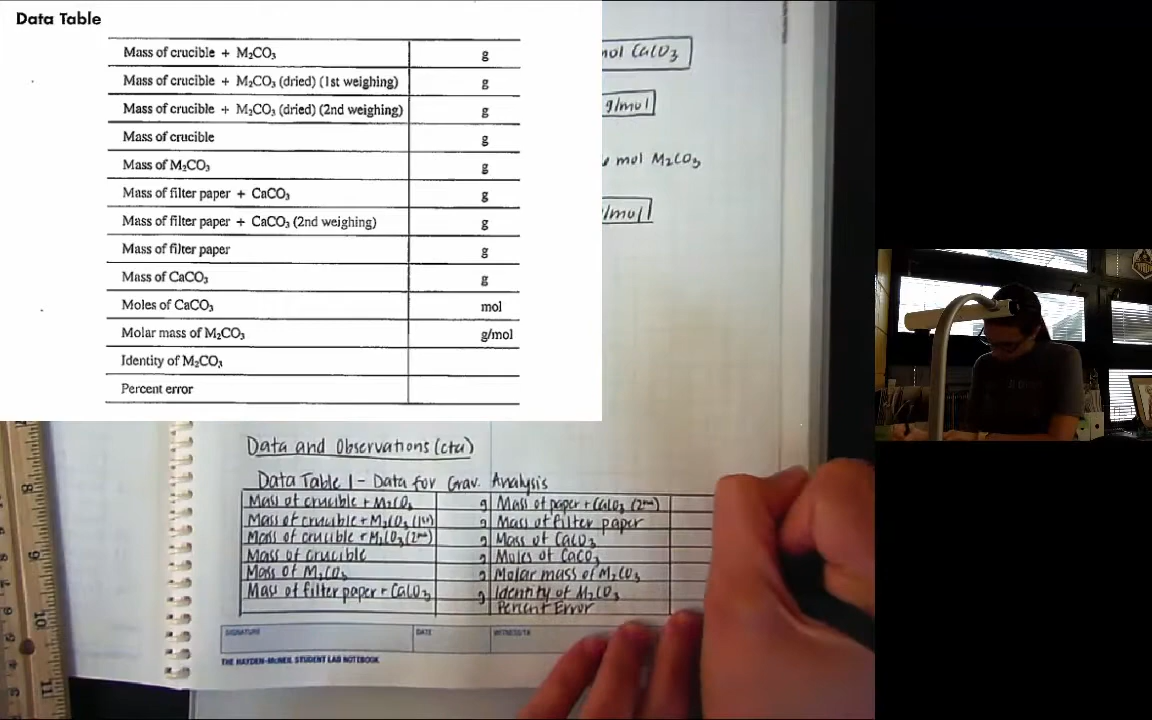 Data Table
Mass of crucible + M₂CO₃ g
Mass of crucible + M₂CO₃ (dried) (1st weighing) g
Mass of crucible + M₂CO₃ (dried) (2nd weighing) g
Mass of crucible g
Mass of M₂CO₃ g
Mass of filter paper + CaCO₃ g
Mass of filter paper + CaCO₃ (2nd weighing) g
Mass of filter paper g
Mass of CaCO₃ g
Moles of CaCO₃ mol
Molar mass of M₂CO₃ g/mol
Identity of M₂CO₃
Percent error
mol CaCO₃
g/mol
mol M₂CO₃
/mol
Data and Observations (ctd)
Data Table 1 - Data for Grav. Analysis
Mass of crucible + M₂CO₃ g Mass of paper + CaCO₃ (2nd)
Mass of crucible + M₂CO₃ (1st) g Mass of filter paper
Mass of crucible + M₂CO₃ (2nd) g Mass of CaCO₃
Mass of crucible g Moles of CaCO₃
Mass of M₂CO₃ g Molar mass of M₂CO₃
Mass of filter paper + CaCO₃ g Identity of M₂CO₃
Percent Error
SIGNATURE DATE
THE HAYDEN-McNEIL STUDENT LAB NOTEBOOK
8
9
10
11